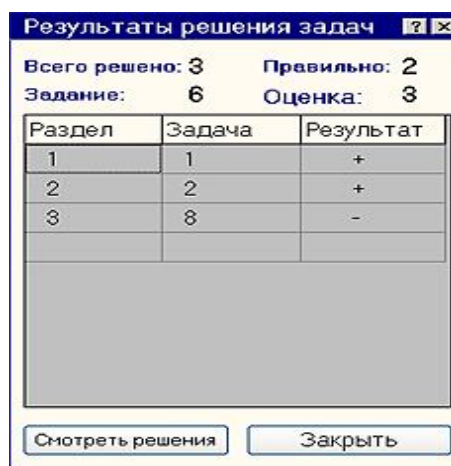 Результаты решения задач ? ×
Всего решено: 3 Правильно: 2
Задание: 6 Оценка: 3
Раздел Задача Результат
1 1 +
2 2 +
3 8 -
Смотреть решения Закрыть